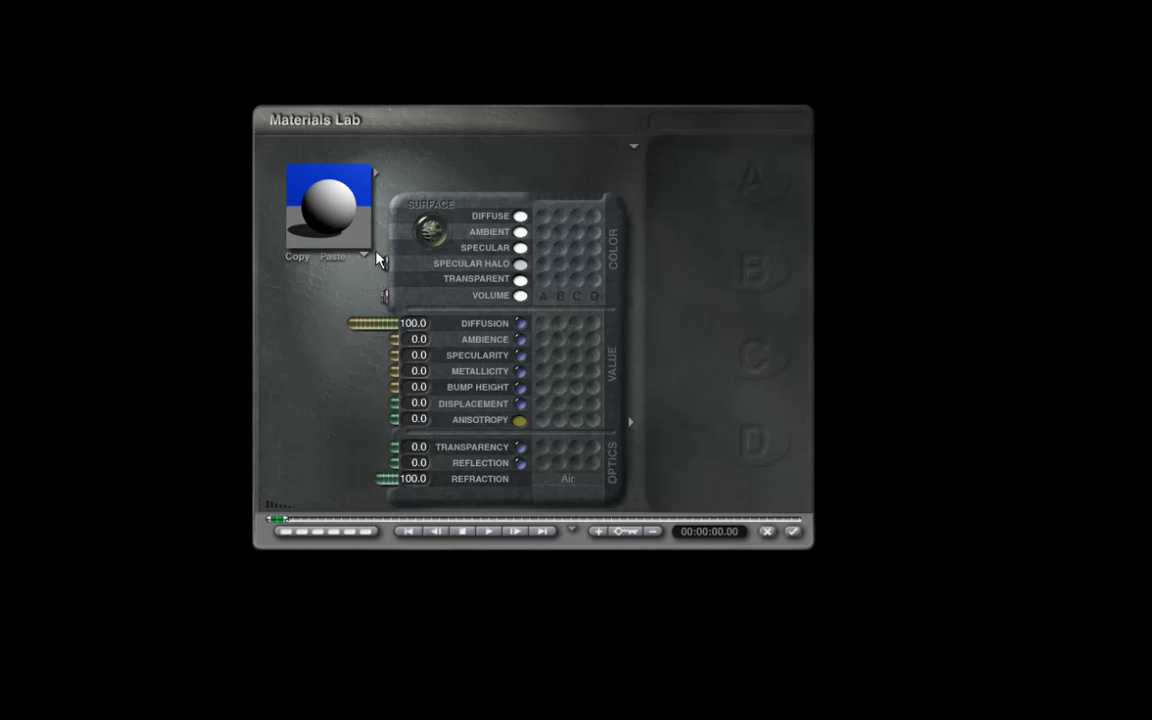 Materials Lab
Copy Paste
SURFACE
DIFFUSE
AMBIENT
SPECULAR
SPECULAR HALO
TRANSPARENT
VOLUME
A B C D
COLOR
100.0 DIFFUSION
0.0 AMBIENCE
0.0 SPECULARITY
0.0 METALLICITY
0.0 BUMP HEIGHT
0.0 DISPLACEMENT
0.0 ANISOTROPY
VALUE
0.0 TRANSPARENCY
0.0 REFLECTION
100.0 REFRACTION Air
OPTICS
A
B
C
D
00:00:00.00